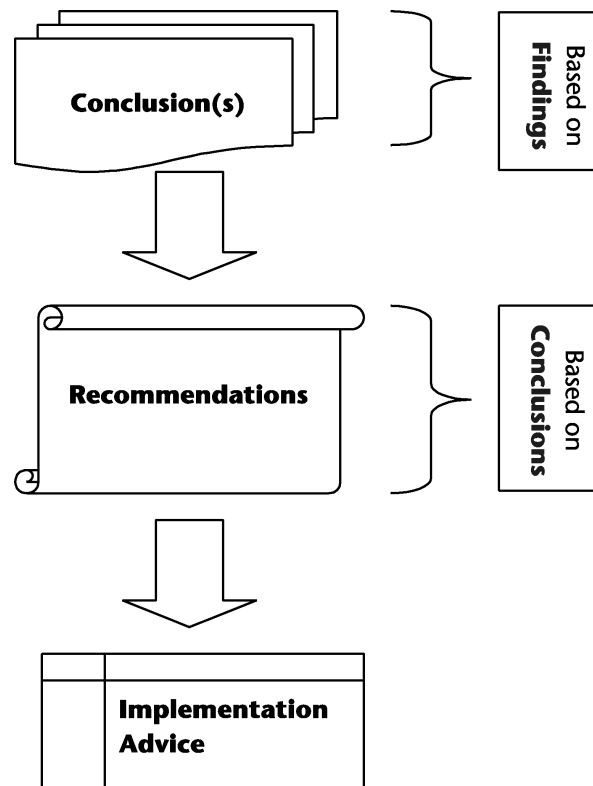 Conclusion(s)
Based on
Findings
Recommendations
Based on
Conclusions
Implementation
Advice